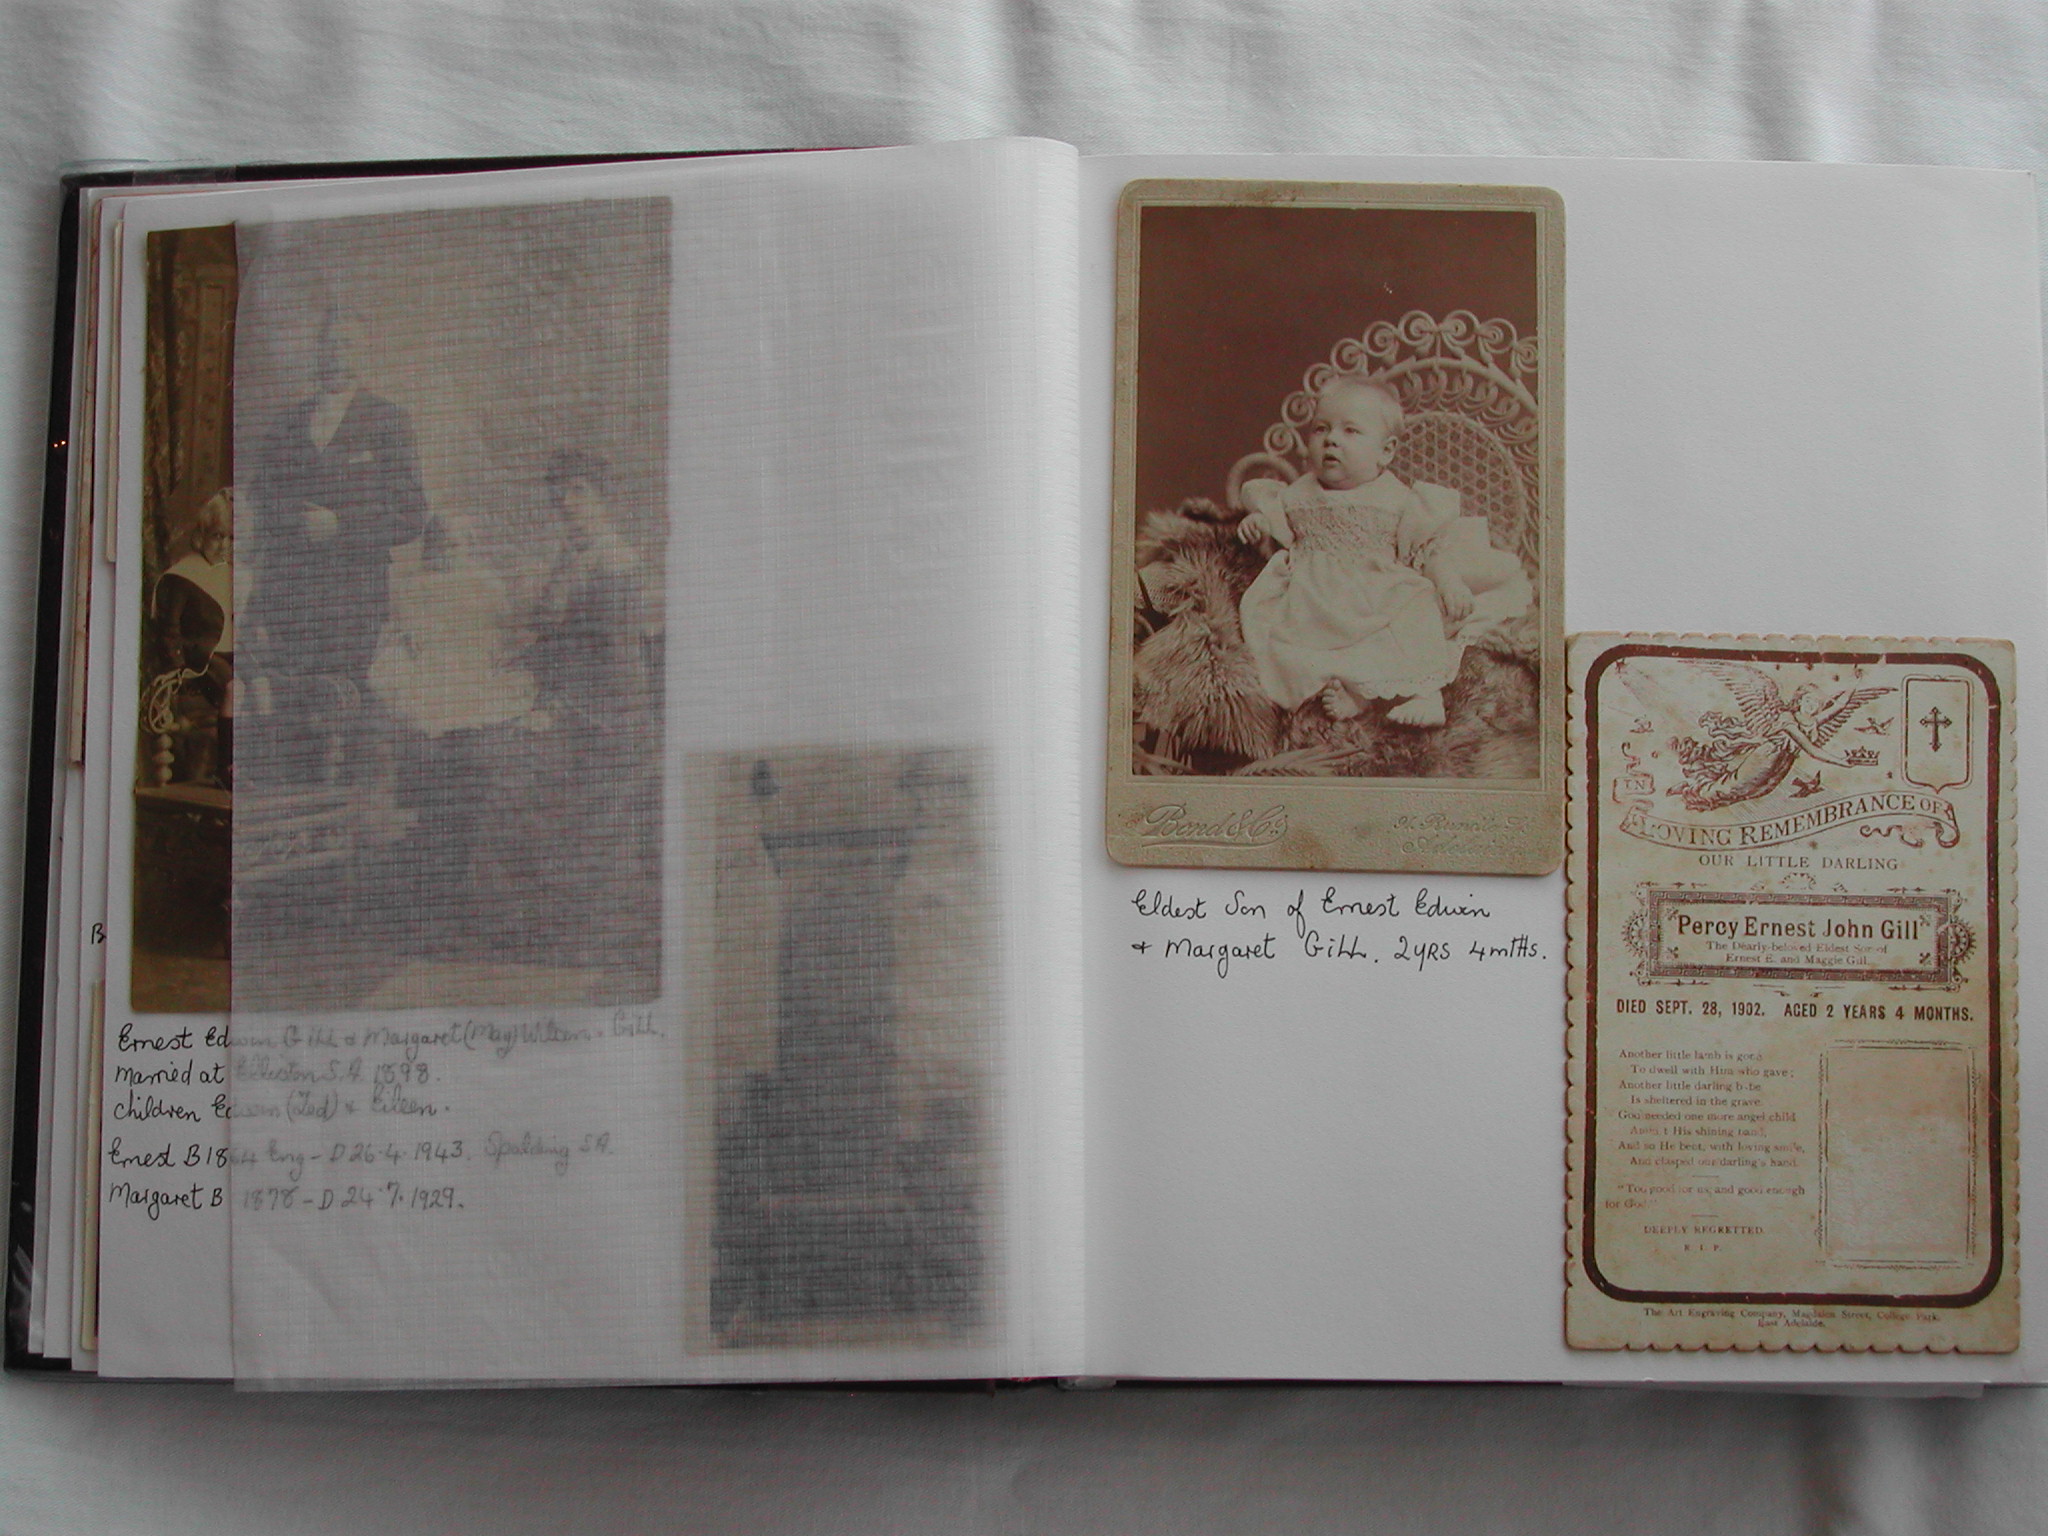 B
Ernest Edwin Gill & Margaret (May) Wilson - Gill.
Married at Elliston S.A 1898.
children Edwin (Ted) & Eileen.
Ernest B 1864 Eng - D 26.4.1943. Spalding S.A.
Margaret B 1878 - D 24.7.1929.
Bond & Co
91 Rundle St
Adelaide
Eldest Son of Ernest Edwin
& Margaret Gill. 2YRS 4mths.
IN
LOVING REMEMBRANCE OF
OUR LITTLE DARLING
Percy Ernest John Gill
The Dearly-beloved Eldest Son of
Ernest E. and Maggie Gill
DIED SEPT. 28, 1902. AGED 2 YEARS 4 MONTHS.
Another little lamb is gone
To dwell with Him who gave;
Another little darling babe
Is sheltered in the grave.
God needed one more angel child
Amidst His shining band,
And so He bent, with loving smile,
And clasped our darling's hand.
"Too good for us, and good enough
for God."
DEEPLY REGRETTED.
R. I. P.
The Art Engraving Company, Magdalen Street, College Park.
East Adelaide.